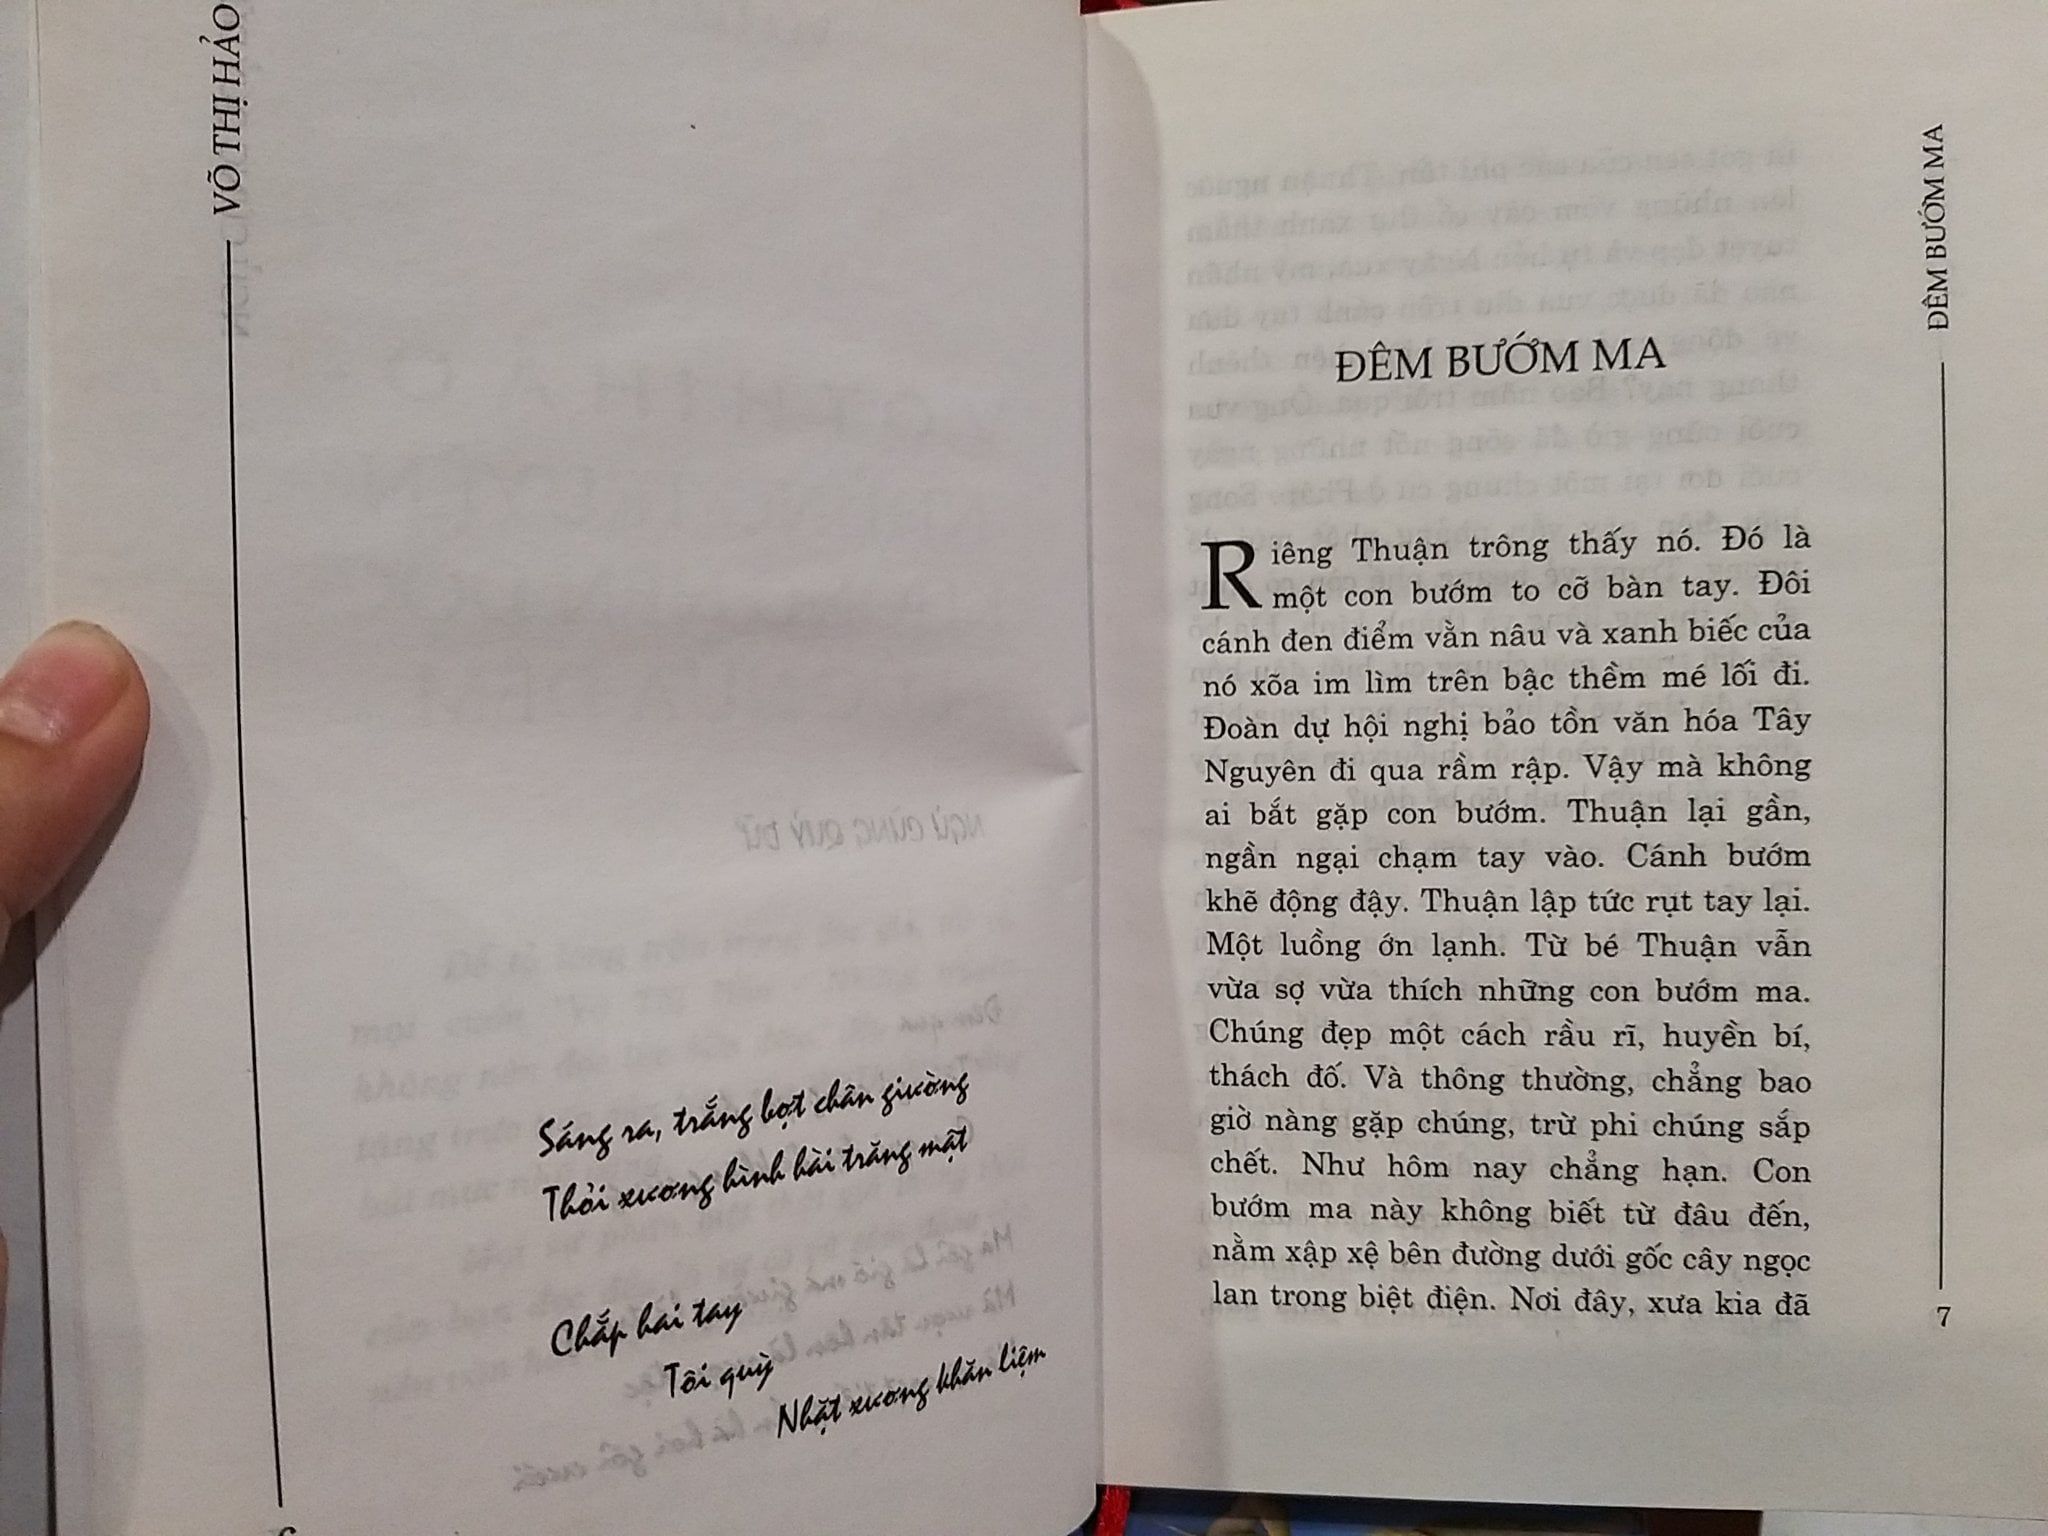 VÕ THỊ HẢO
Sáng ra, trắng bợt chân giường
Thỏi xương hình hài trăng mật
Chắp hai tay
Tôi quỳ
Nhặt xương khăn liệm
ĐÊM BƯỚM MA
ĐÊM BƯỚM MA
Riêng Thuận trông thấy nó. Đó là
một con bướm to cỡ bàn tay. Đôi
cánh đen điểm vằn nâu và xanh biếc của
nó xõa im lìm trên bậc thềm mé lối đi.
Đoàn dự hội nghị bảo tồn văn hóa Tây
Nguyên đi qua rầm rập. Vậy mà không
ai bắt gặp con bướm. Thuận lại gần,
ngần ngại chạm tay vào. Cánh bướm
khẽ động đậy. Thuận lập tức rụt tay lại.
Một luồng ớn lạnh. Từ bé Thuận vẫn
vừa sợ vừa thích những con bướm ma.
Chúng đẹp một cách rầu rĩ, huyền bí,
thách đố. Và thông thường, chẳng bao
giờ nàng gặp chúng, trừ phi chúng sắp
chết. Như hôm nay chẳng hạn. Con
bướm ma này không biết từ đâu đến,
nằm xập xệ bên đường dưới gốc cây ngọc
lan trong biệt điện. Nơi đây, xưa kia đã
7